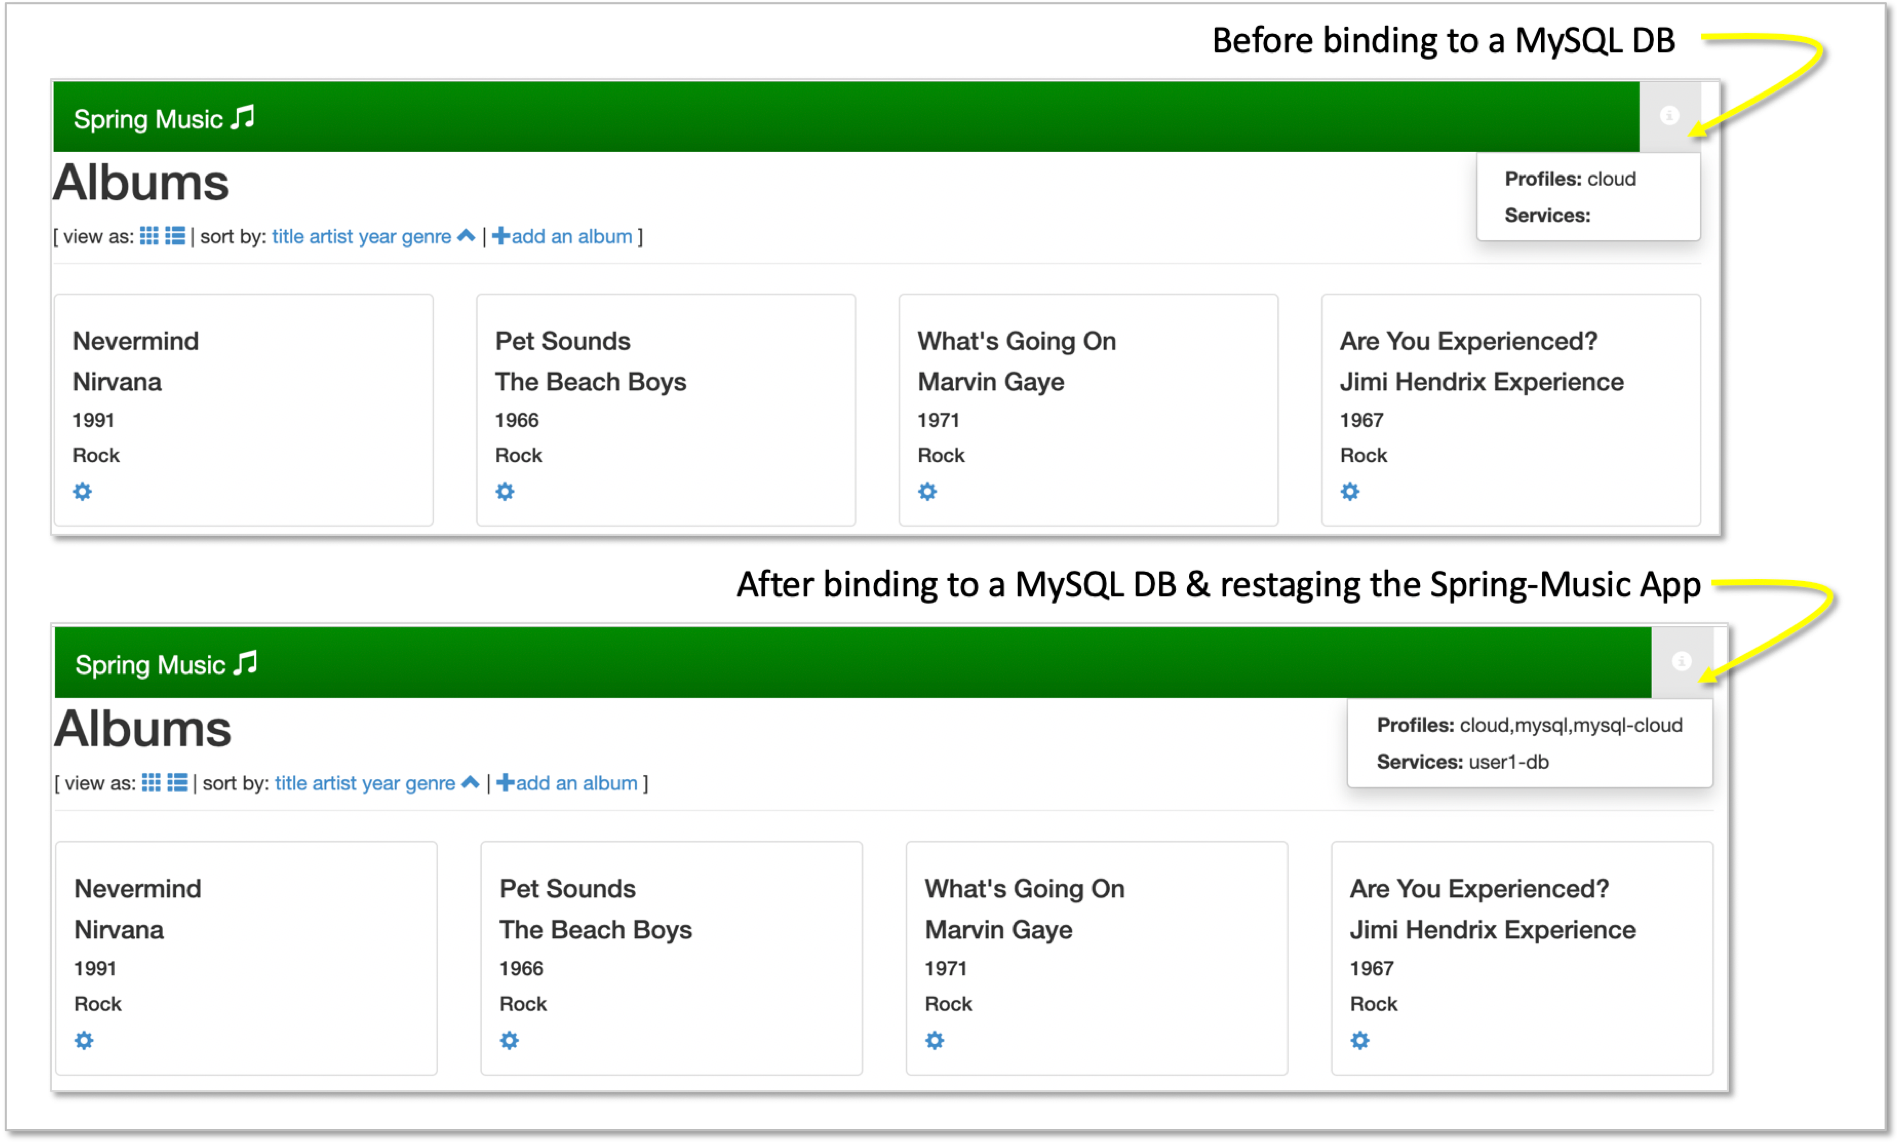 Before binding to a MySQL DB
Spring Music
Albums
Profiles: cloud
Services:
[ view as: | sort by: title artist year genre | add an album ]
Nevermind
Nirvana
1991
Rock
Pet Sounds
The Beach Boys
1966
Rock
What's Going On
Marvin Gaye
1971
Rock
Are You Experienced?
Jimi Hendrix Experience
1967
Rock
After binding to a MySQL DB & restaging the Spring-Music App
Spring Music
Albums
Profiles: cloud,mysql,mysql-cloud
Services: user1-db
[ view as: | sort by: title artist year genre | add an album ]
Nevermind
Nirvana
1991
Rock
Pet Sounds
The Beach Boys
1966
Rock
What's Going On
Marvin Gaye
1971
Rock
Are You Experienced?
Jimi Hendrix Experience
1967
Rock